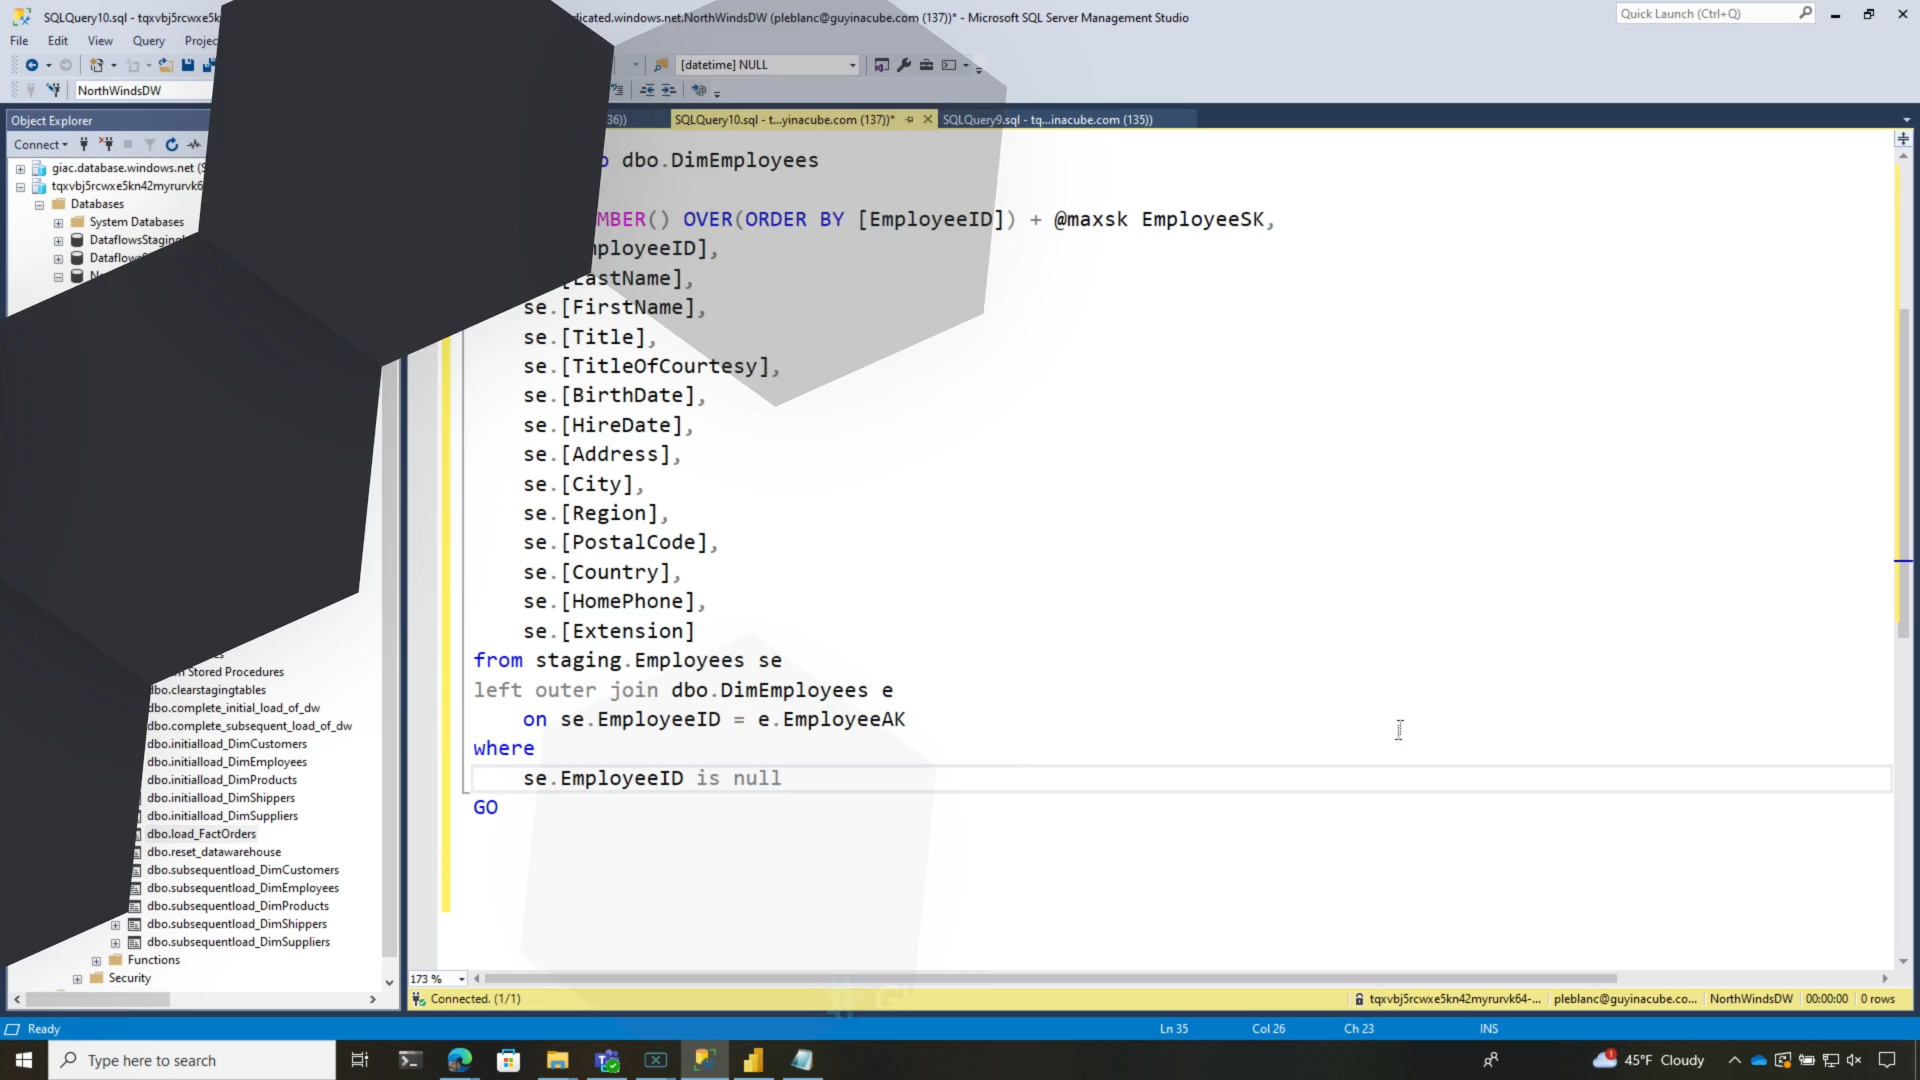 SQLQuery10.sql - tqxvbj5rcwxe5k
dicated.windows.net.NorthWindsDW (pleblanc@guyinacube.com (137))* - Microsoft SQL Server Management Studio
Quick Launch (Ctrl+Q)
File Edit View Query Projec
[datetime] NULL
NorthWindsDW
Object Explorer
36))
SQLQuery10.sql - t...yinacube.com (137))*
SQLQuery9.sql - tq...inacube.com (135))
Connect
giac.database.windows.net (S
tqxvbj5rcwxe5kn42myrurvk6
Databases
System Databases
DataflowsStaging
Dataflows
Stored Procedures
dbo.clearstagingtables
dbo.complete_initial_load_of_dw
dbo.complete_subsequent_load_of_dw
dbo.initialload_DimCustomers
dbo.initialload_DimEmployees
dbo.initialload_DimProducts
dbo.initialload_DimShippers
dbo.initialload_DimSuppliers
dbo.load_FactOrders
dbo.reset_datawarehouse
dbo.subsequentload_DimCustomers
dbo.subsequentload_DimEmployees
dbo.subsequentload_DimProducts
dbo.subsequentload_DimShippers
dbo.subsequentload_DimSuppliers
Functions
Security
dbo.DimEmployees
MBER() OVER(ORDER BY [EmployeeID]) + @maxsk EmployeeSK,
mployeeID],
[LastName],
se.[FirstName],
se.[Title],
se.[TitleOfCourtesy],
se.[BirthDate],
se.[HireDate],
se.[Address],
se.[City],
se.[Region],
se.[PostalCode],
se.[Country],
se.[HomePhone],
se.[Extension]
from staging.Employees se
left outer join dbo.DimEmployees e
on se.EmployeeID = e.EmployeeAK
where
se.EmployeeID is null
GO
173 %
Connected. (1/1)
tqxvbj5rcwxe5kn42myrurvk64-...
pleblanc@guyinacube.co...
NorthWindsDW
00:00:00
0 rows
Ready
Ln 35
Col 26
Ch 23
INS
Type here to search
45°F Cloudy